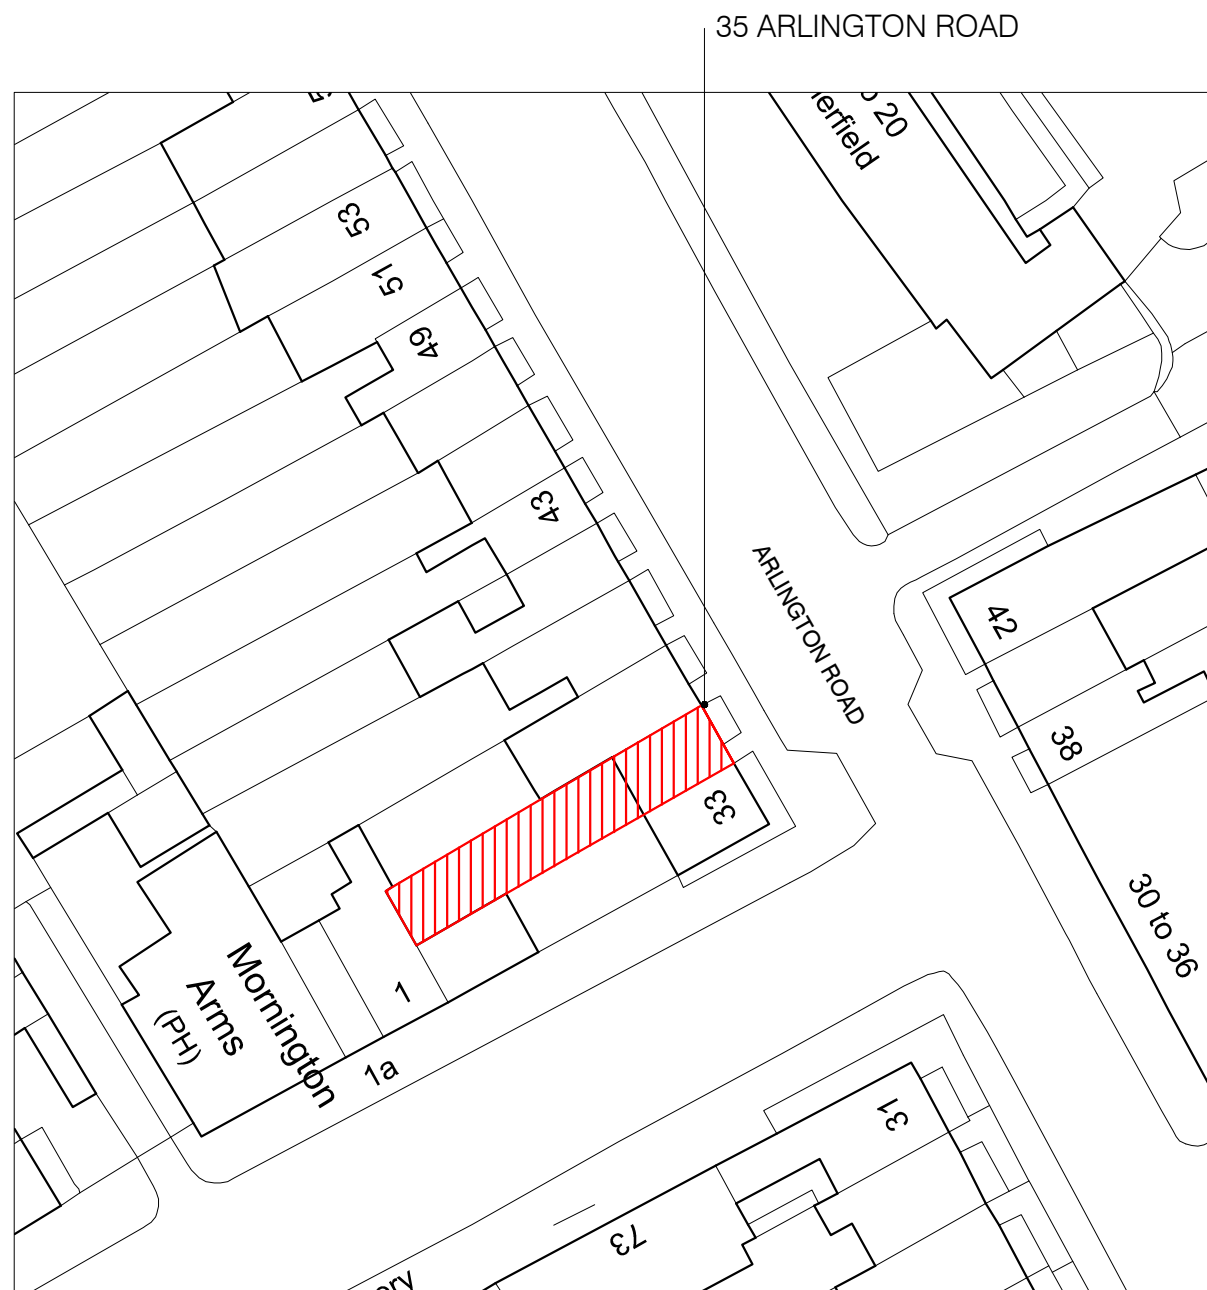 35 ARLINGTON ROAD
20
erfield
53
51
49
43
ARLINGTON ROAD
42
38
33
30 to 36
Mornington
Arms
(PH)
1
1a
31
73